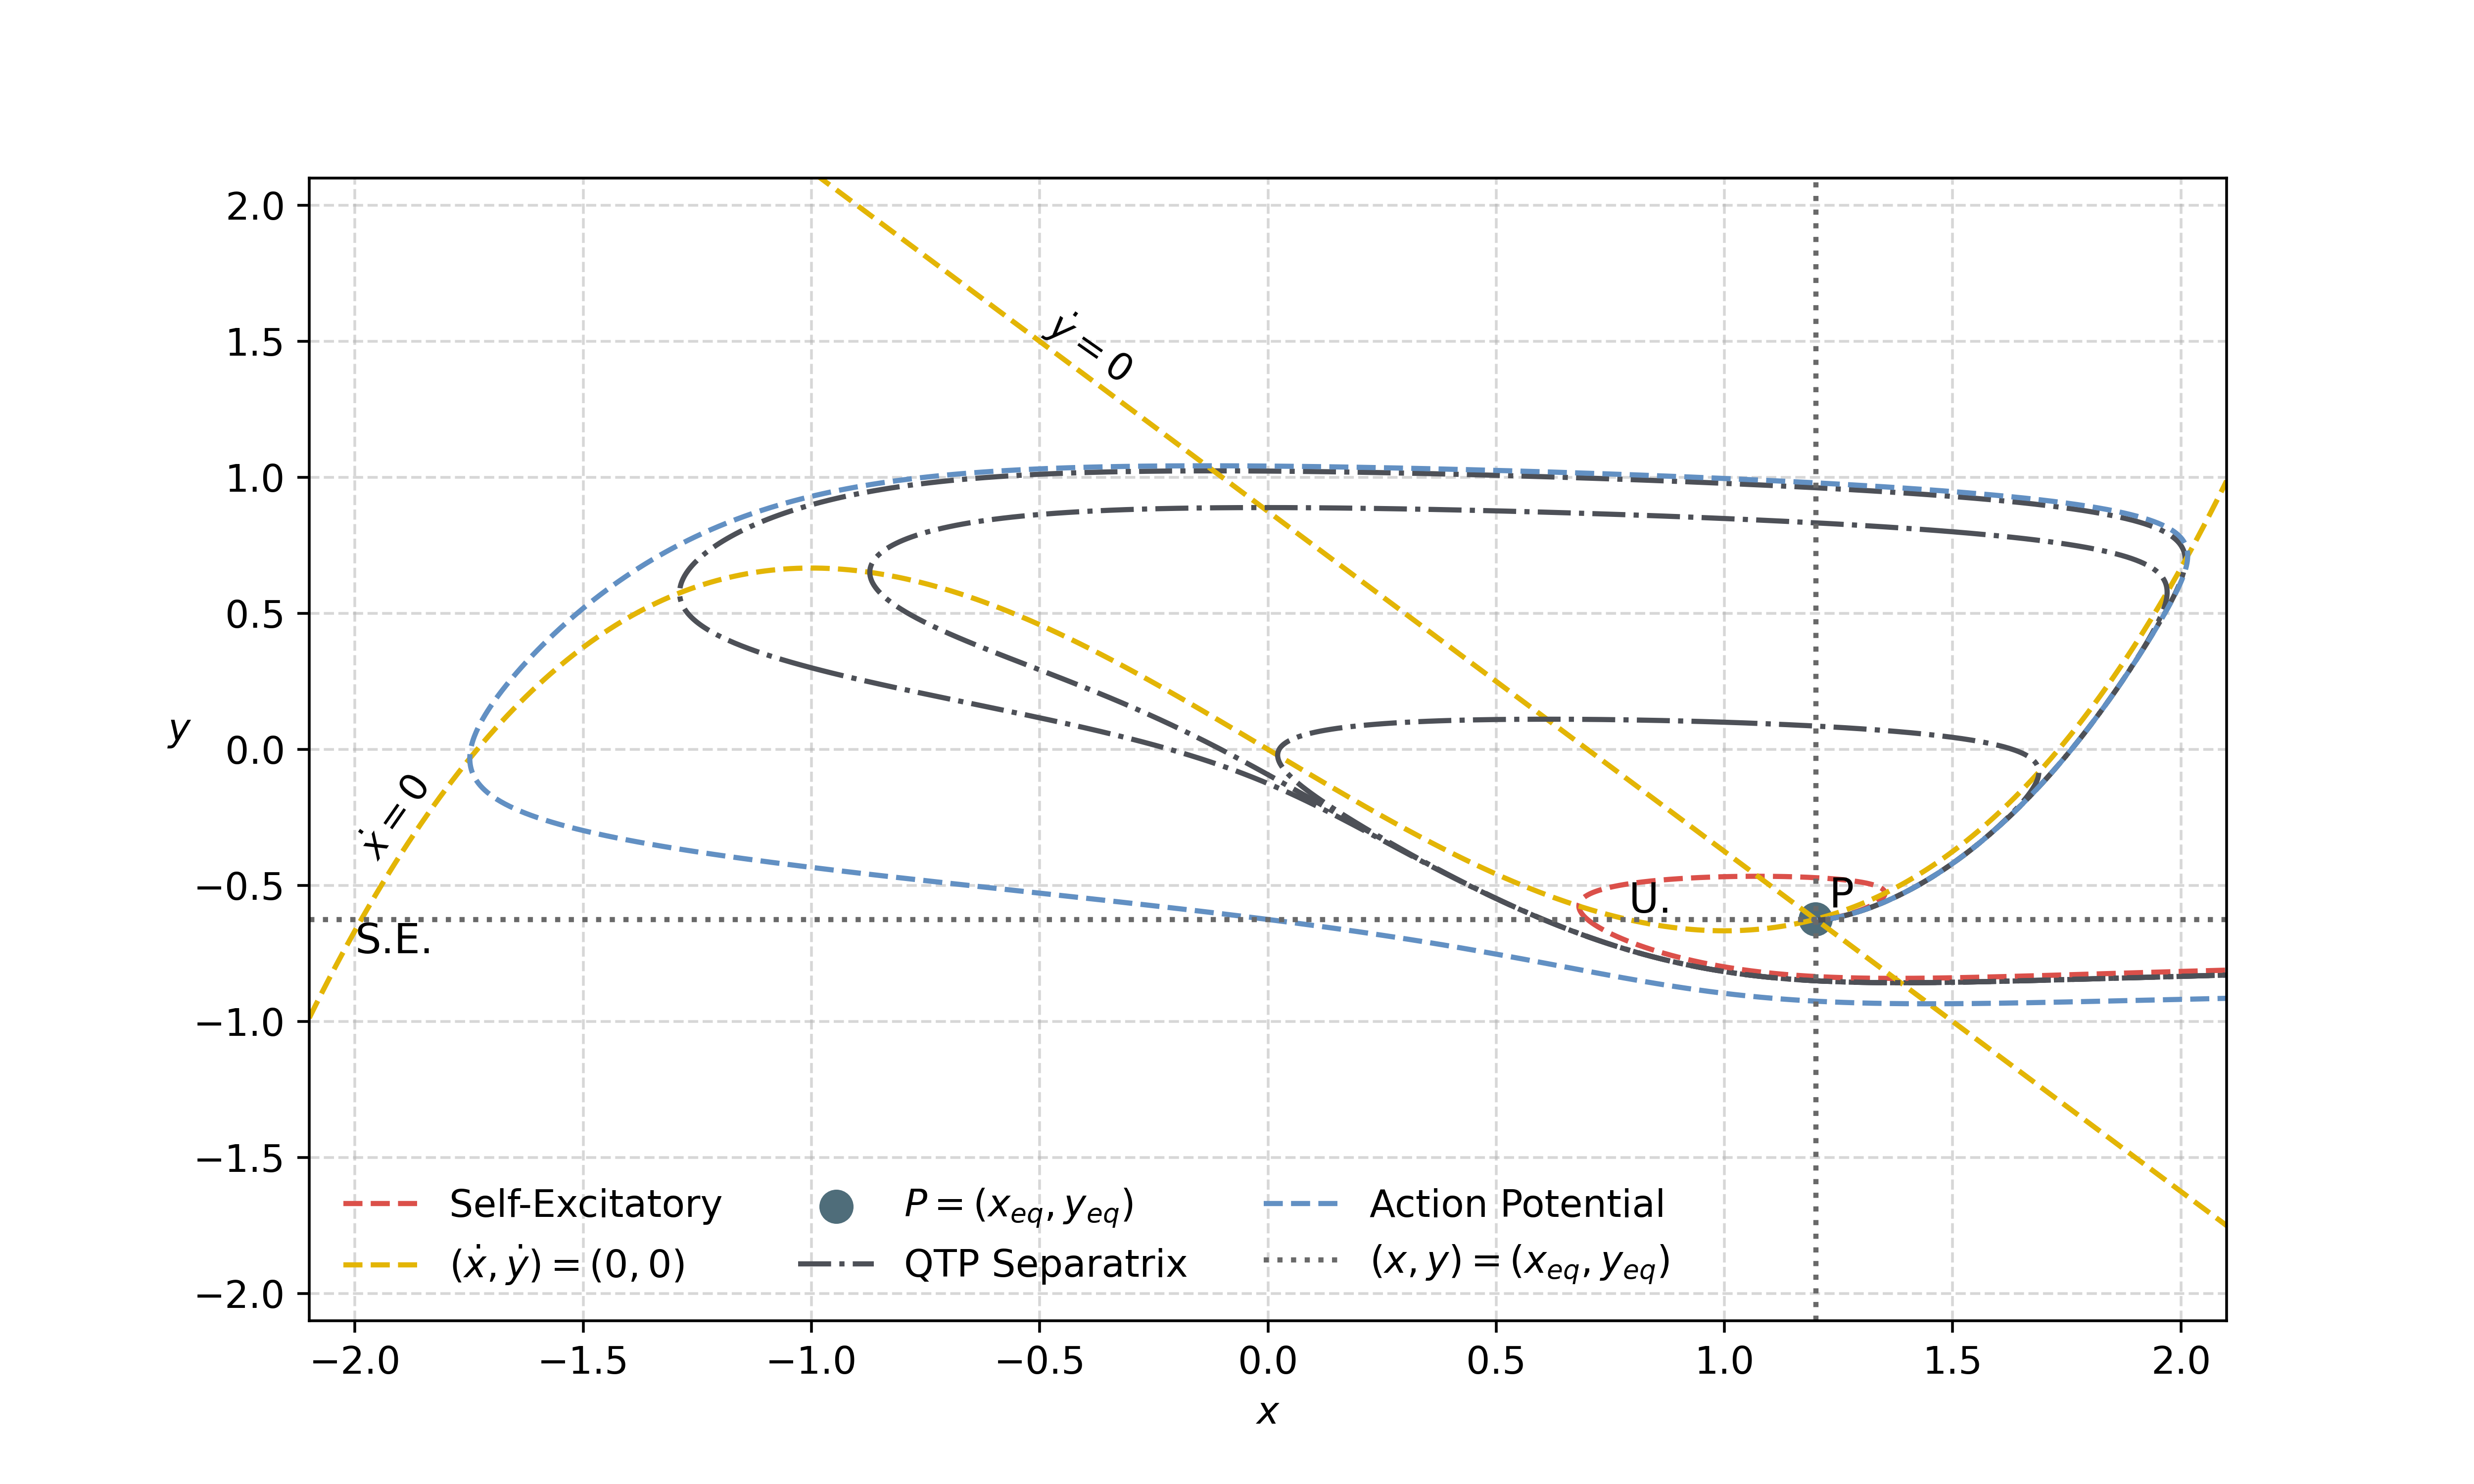 2.0
1.5
1.0
0.5
0.0
−0.5
−1.0
−1.5
−2.0
y
ẏ = 0
ẋ = 0
S.E.
U.
P
Self-Excitatory
(ẋ, ẏ) = (0, 0)
P = (x_eq, y_eq)
QTP Separatrix
Action Potential
(x, y) = (x_eq, y_eq)
−2.0 −1.5 −1.0 −0.5 0.0 0.5 1.0 1.5 2.0
x